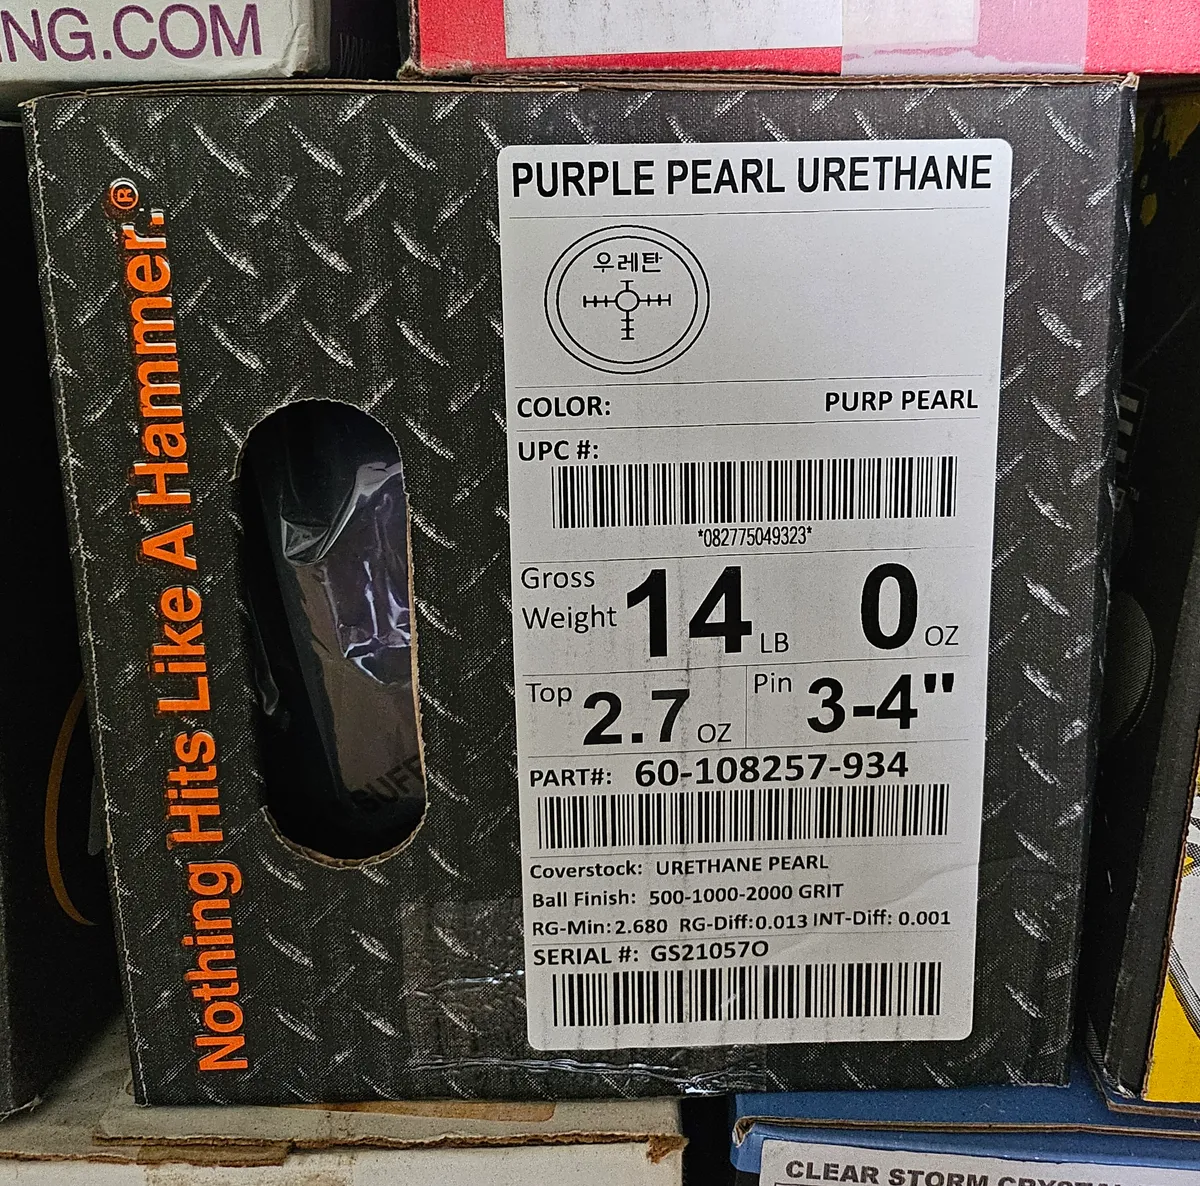 NG.COM
Nothing Hits Like A Hammer.®
PURPLE PEARL URETHANE
우레탄
COLOR: PURP PEARL
UPC #:
*082775049323*
Gross Weight 14 LB 0 OZ
Top 2.7 OZ Pin 3-4"
PART#: 60-108257-934
Coverstock: URETHANE PEARL
Ball Finish: 500-1000-2000 GRIT
RG-Min: 2.680 RG-Diff: 0.013 INT-Diff: 0.001
SERIAL #: GS21057O
CLEAR STORM